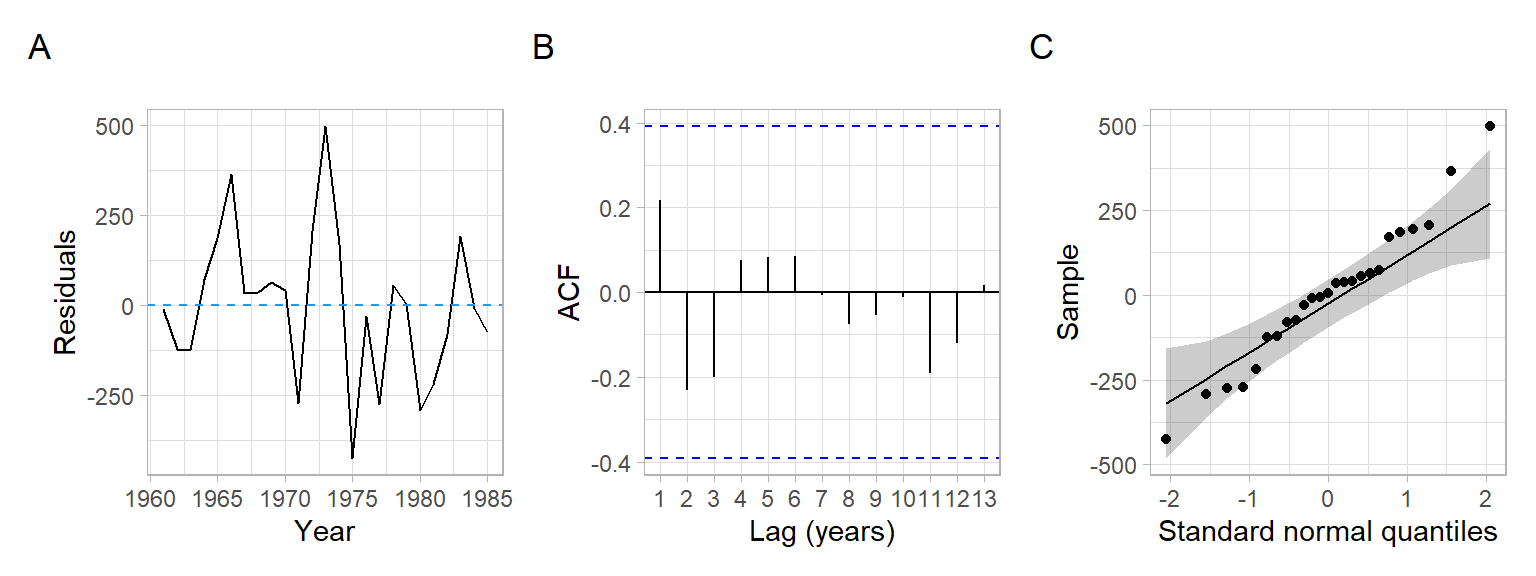 A
B
C
500
250
0
-250
Residuals
1960 1965 1970 1975 1980 1985
Year
0.4
0.2
0.0
-0.2
-0.4
ACF
1 2 3 4 5 6 7 8 9 10 11 12 13
Lag (years)
500
250
0
-250
-500
Sample
-2 -1 0 1 2
Standard normal quantiles